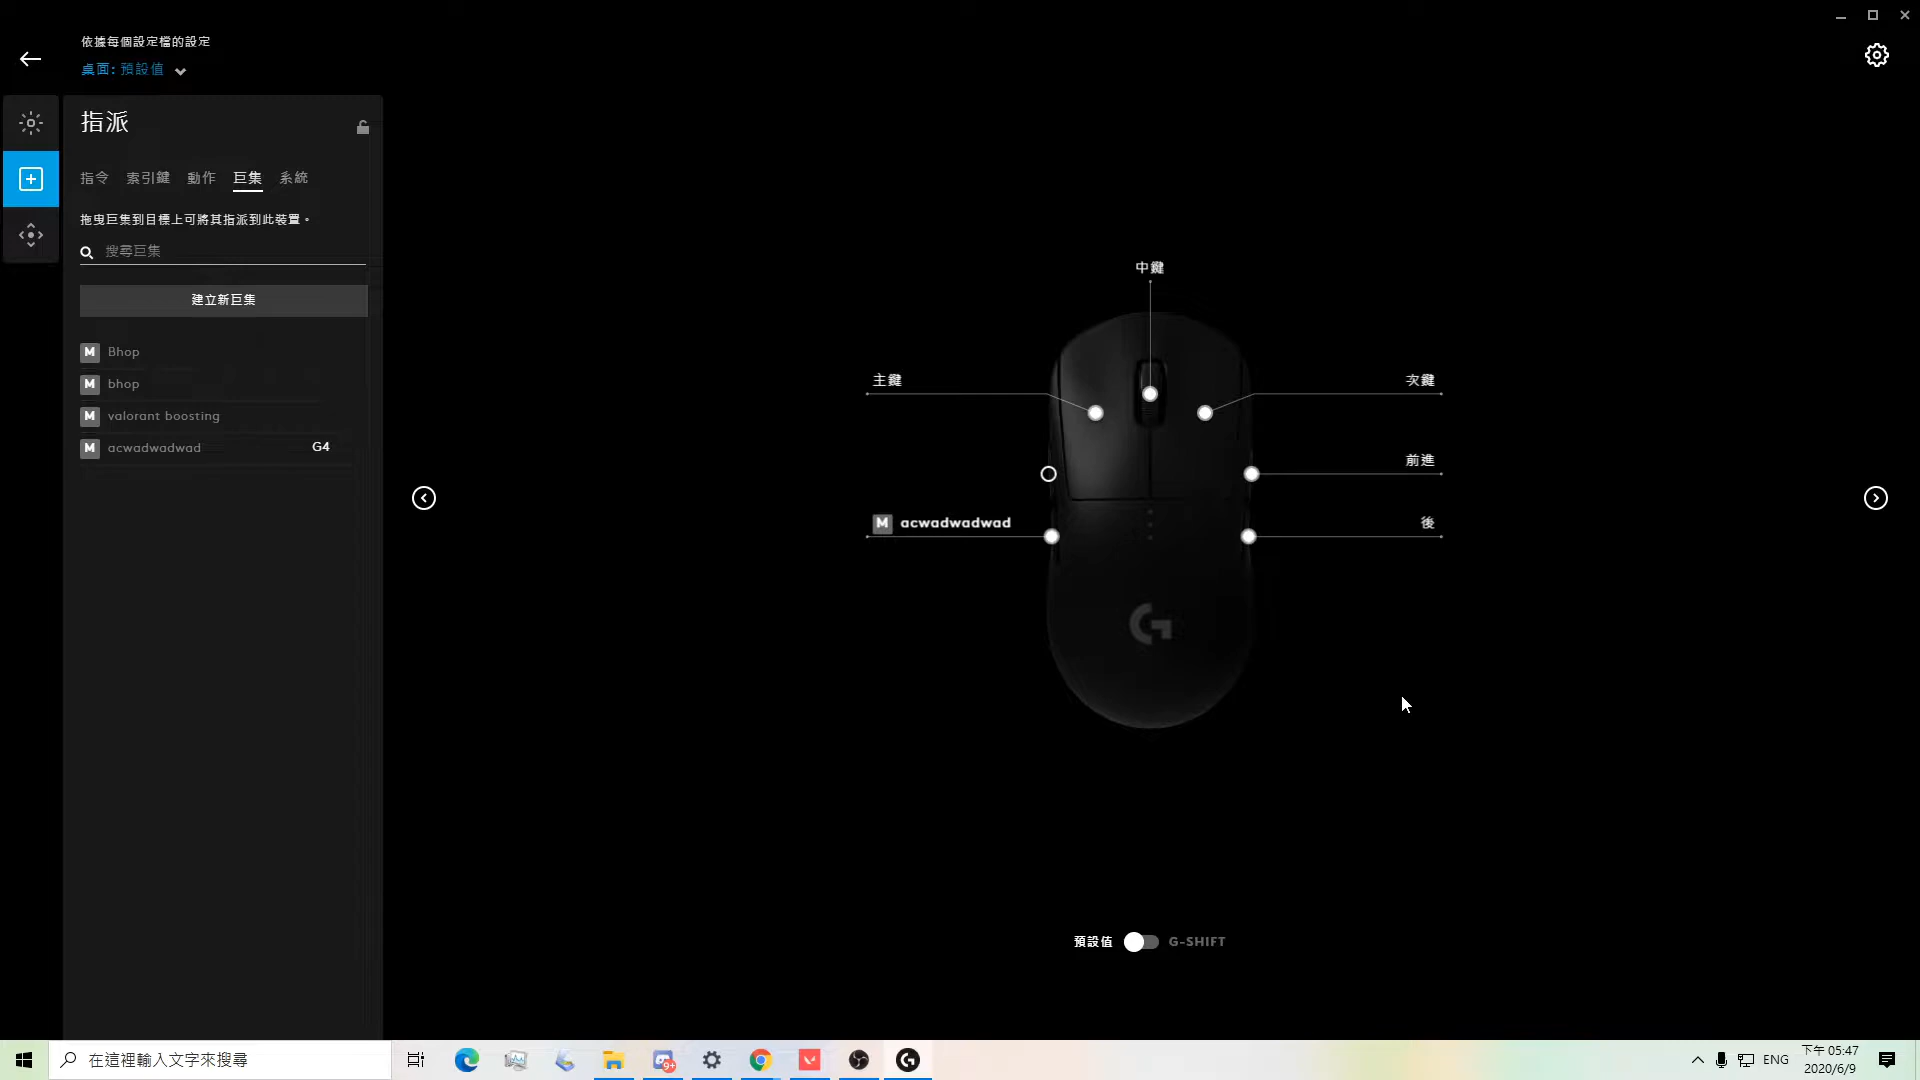 依據每個設定檔的設定
桌面: 預設值
指派
指令 索引鍵 動作 巨集 系統
拖曳巨集到目標上可將其指派到此裝置。
搜尋巨集
建立新巨集
M Bhop
M bhop
M valorant boosting
M acwadwadwad G4
中鍵
主鍵
次鍵
前進
M acwadwadwad
後
預設值 G-SHIFT
在這裡輸入文字來搜尋
9+
ENG
下午 05:47
2020/6/9